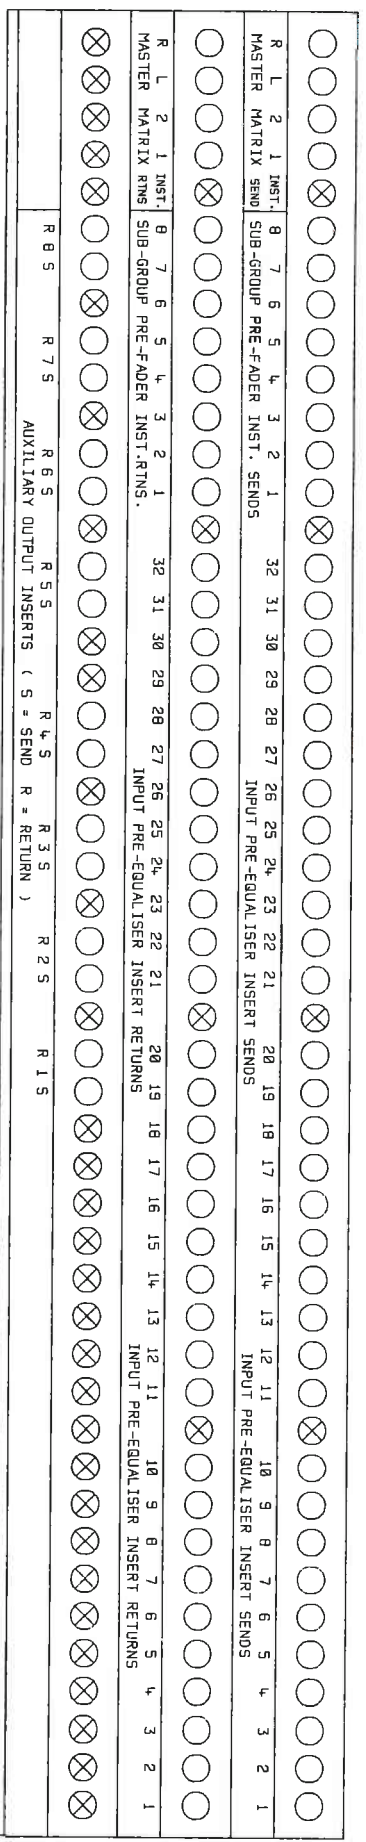 R L 2 1 INST. 8 7 6 5 4 3 2 1 32 31 30 29 28 27 26 25 24 23 22 21 20 19 18 17 16 15 14 13 12 11 10 9 8 7 6 5 4 3 2 1
MASTER MATRIX SEND SUB-GROUP PRE-FADER INST. SENDS INPUT PRE-EQUALISER INSERT SENDS INPUT PRE-EQUALISER INSERT SENDS
R L 2 1 INST. 8 7 6 5 4 3 2 1 32 31 30 29 28 27 26 25 24 23 22 21 20 19 18 17 16 15 14 13 12 11 10 9 8 7 6 5 4 3 2 1
MASTER MATRIX RTNS SUB-GROUP PRE-FADER INST.RTNS. INPUT PRE-EQUALISER INSERT RETURNS INPUT PRE-EQUALISER INSERT RETURNS
R 8 S R 7 S R 6 S R 5 S R 4 S R 3 S R 2 S R 1 S
AUXILIARY OUTPUT INSERTS ( S = SEND R = RETURN )